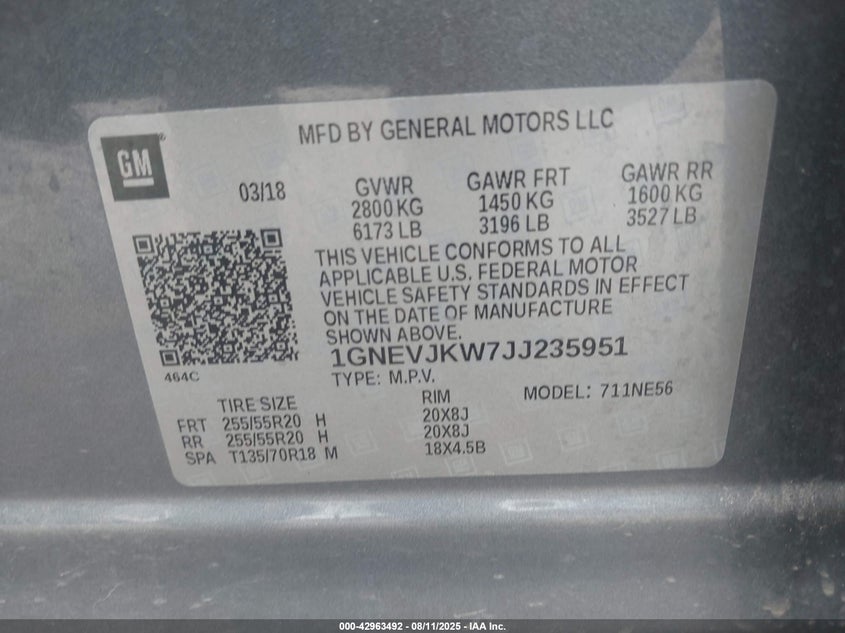 MFD BY GENERAL MOTORS LLC
GM
03/18
GVWR
2800 KG
6173 LB
GAWR FRT
1450 KG
3196 LB
GAWR RR
1600 KG
3527 LB
THIS VEHICLE CONFORMS TO ALL
APPLICABLE U.S. FEDERAL MOTOR
VEHICLE SAFETY STANDARDS IN EFFECT
ON THE DATE OF MANUFACTURE
SHOWN ABOVE.
1GNEVJKW7JJ235951
464C
TYPE: M.P.V.
MODEL: 711NE56
TIRE SIZE RIM
FRT 255/55R20 H 20X8J
RR 255/55R20 H 20X8J
SPA T135/70R18 M 18X4.5B
000-42963492 - 08/11/2025 - IAA Inc.